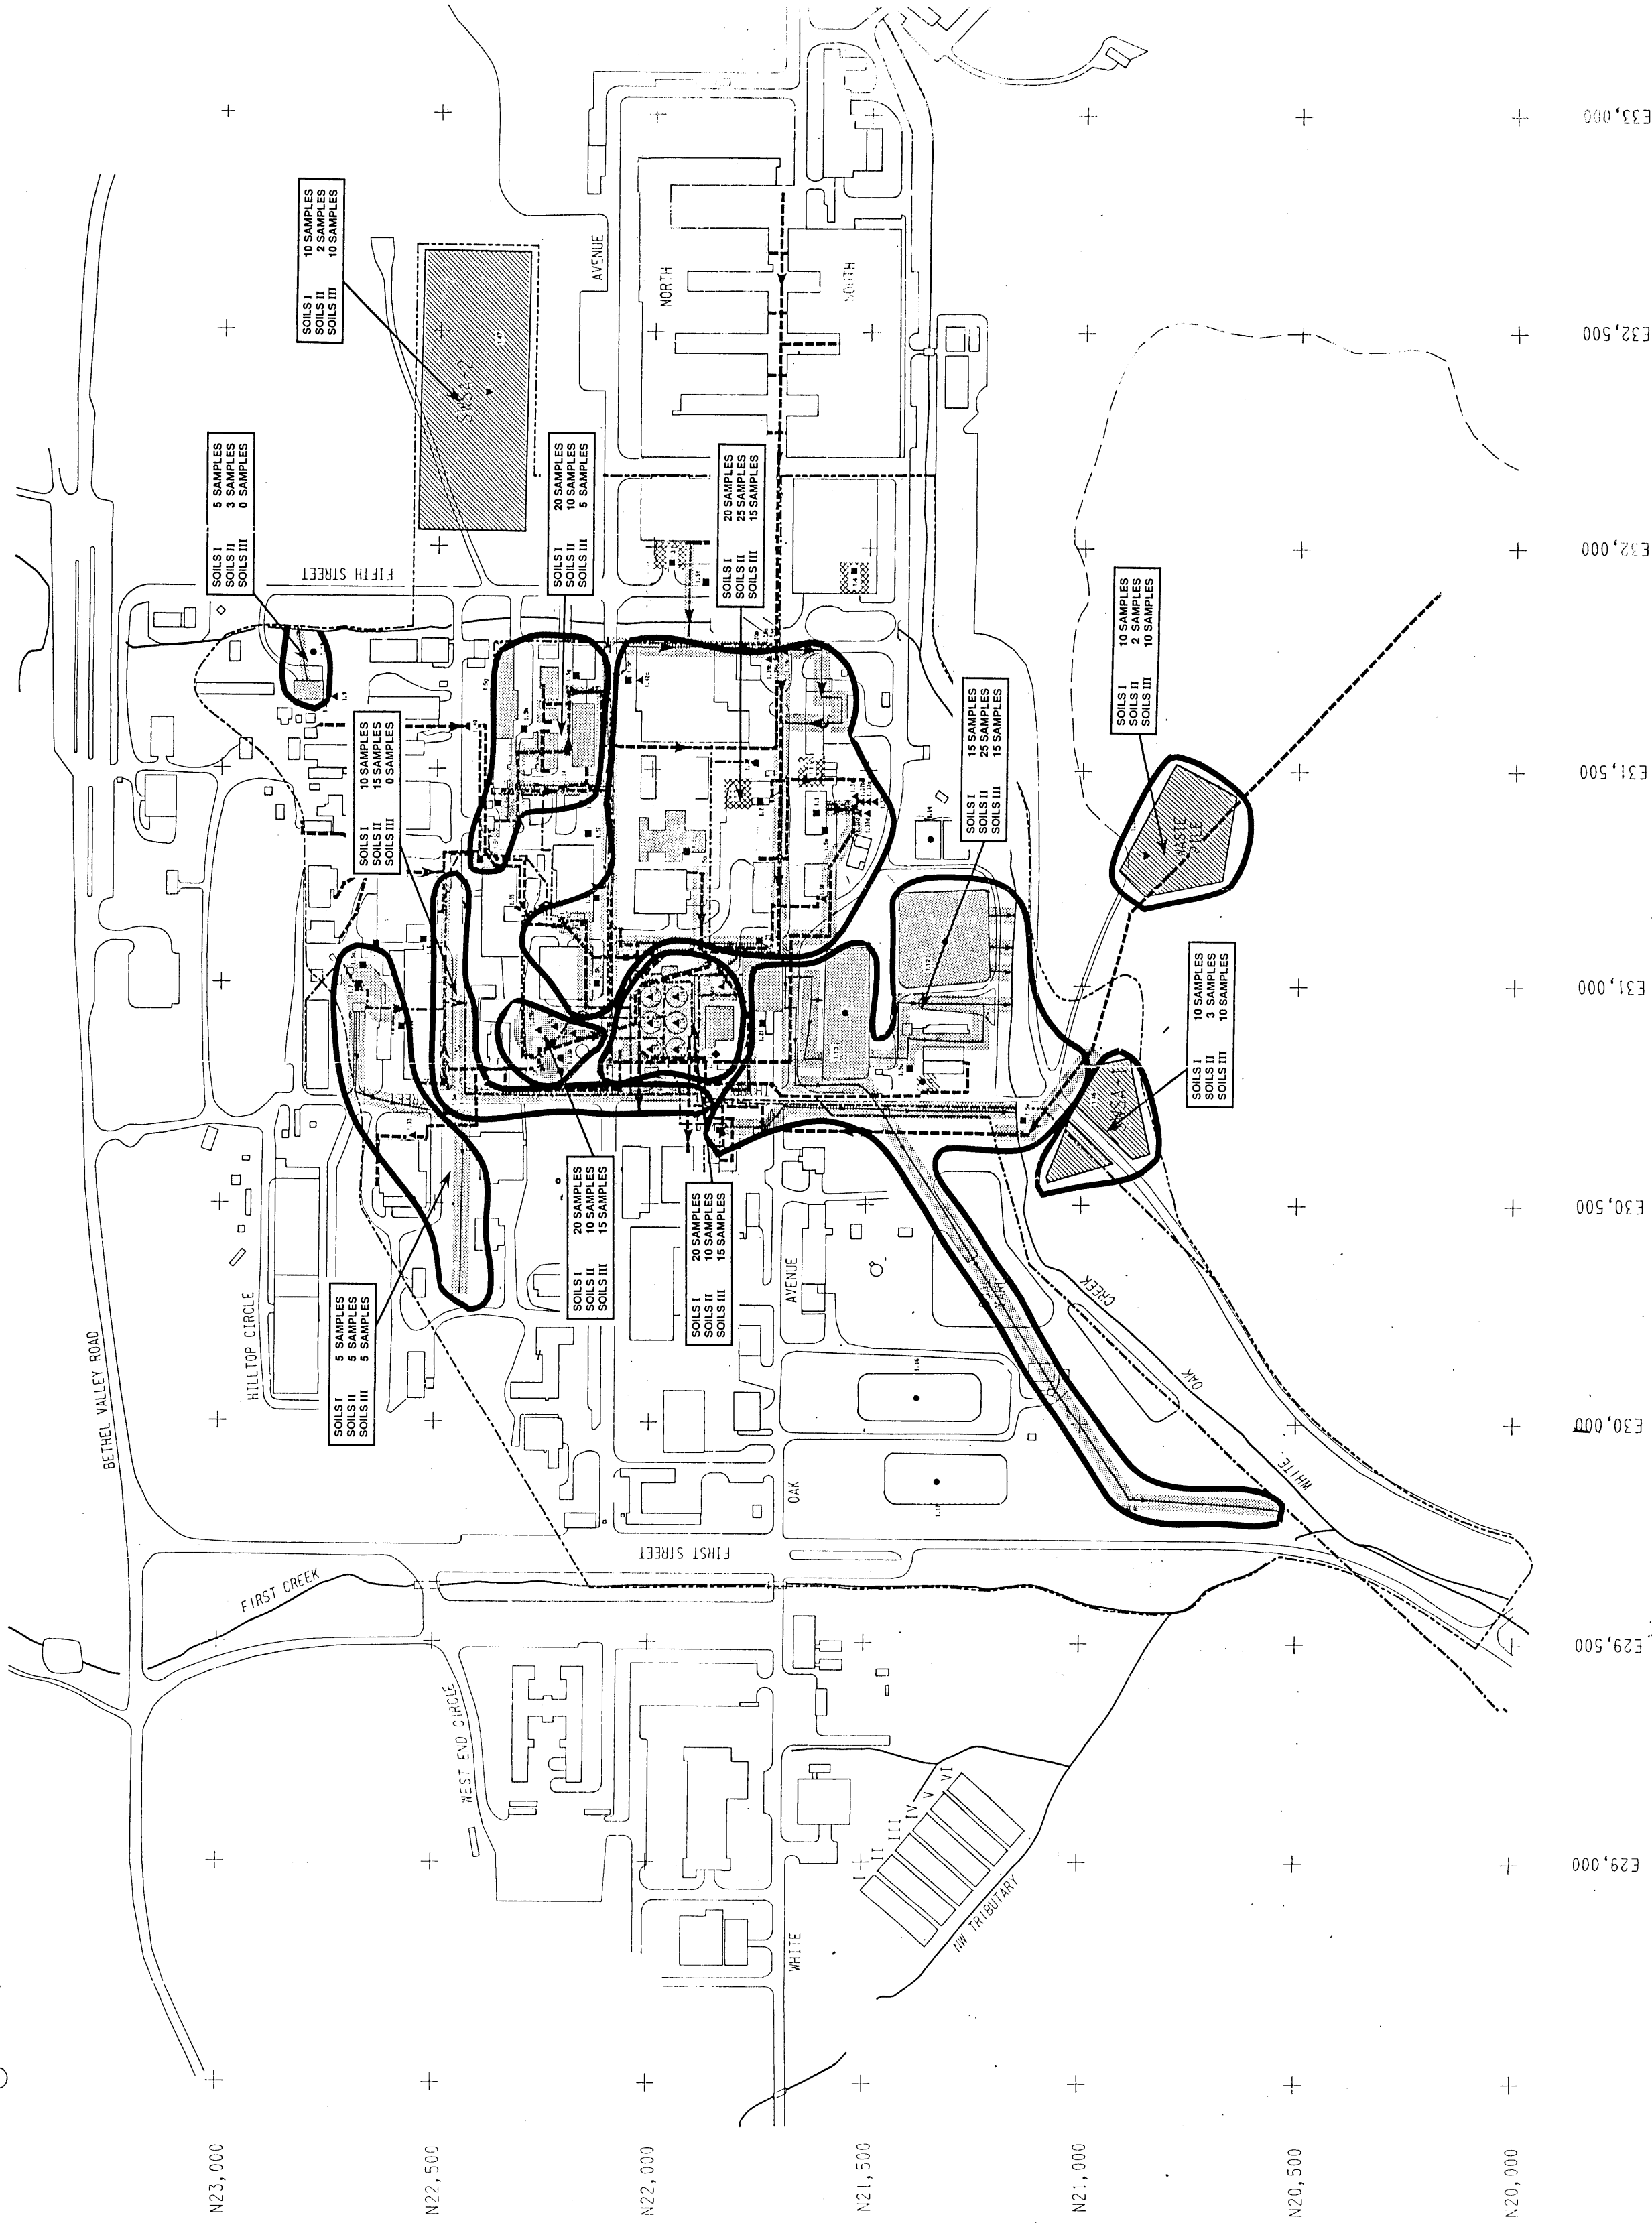 SOILS I 10 SAMPLES
SOILS II 2 SAMPLES
SOILS III 10 SAMPLES
SOILS I 5 SAMPLES
SOILS II 3 SAMPLES
SOILS III 0 SAMPLES
SOILS I 20 SAMPLES
SOILS II 10 SAMPLES
SOILS III 5 SAMPLES
SOILS I 20 SAMPLES
SOILS II 25 SAMPLES
SOILS III 15 SAMPLES
SOILS I 10 SAMPLES
SOILS II 15 SAMPLES
SOILS III 0 SAMPLES
SOILS I 15 SAMPLES
SOILS II 25 SAMPLES
SOILS III 15 SAMPLES
SOILS I 10 SAMPLES
SOILS II 2 SAMPLES
SOILS III 10 SAMPLES
SOILS I 10 SAMPLES
SOILS II 3 SAMPLES
SOILS III 10 SAMPLES
SOILS I 20 SAMPLES
SOILS II 10 SAMPLES
SOILS III 15 SAMPLES
SOILS I 20 SAMPLES
SOILS II 10 SAMPLES
SOILS III 15 SAMPLES
SOILS I 5 SAMPLES
SOILS II 5 SAMPLES
SOILS III 5 SAMPLES
SWSA-2
FIFTH STREET
AVENUE
NORTH
SOUTH
WASTE
PILE
BETHEL VALLEY ROAD
HILLTOP CIRCLE
AVENUE
OAK
WHITE
FIRST STREET
FIRST CREEK
WEST END CIRCLE
WHITE
OAK
CREEK
NW TRIBUTARY
I
II
III
IV
V
VI
N23,000
N22,500
N22,000
N21,500
N21,000
N20,500
N20,000
E33,000
E32,500
E32,000
E31,500
E31,000
E30,500
E30,000
E29,500
E29,000